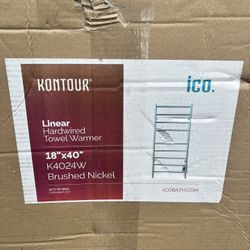 KONTOUR
ico.
Linear
Hardwired
Towel Warmer
18"x40"
K4024W
Brushed Nickel
ICOBATH.COM